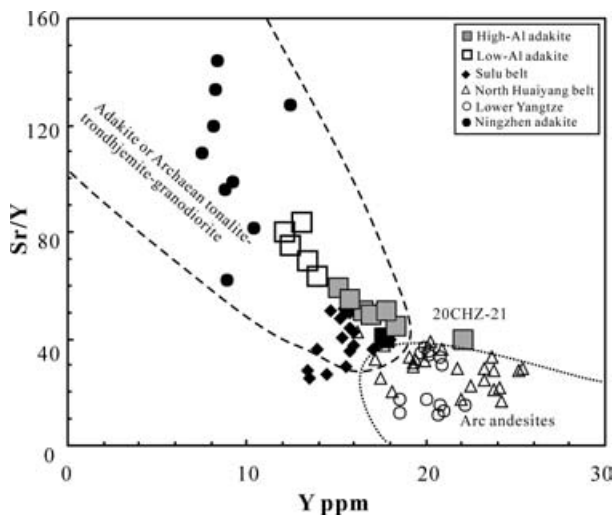 160
120
80
40
0
Sr/Y
High-Al adakite
Low-Al adakite
Sulu belt
North Huaiyang belt
Lower Yangtze
Ningzhen adakite
Adakite or Archaean tonalite-
trondhjemite-granodiorite
20CHZ-21
Arc andesites
0 10 20 30
Y ppm